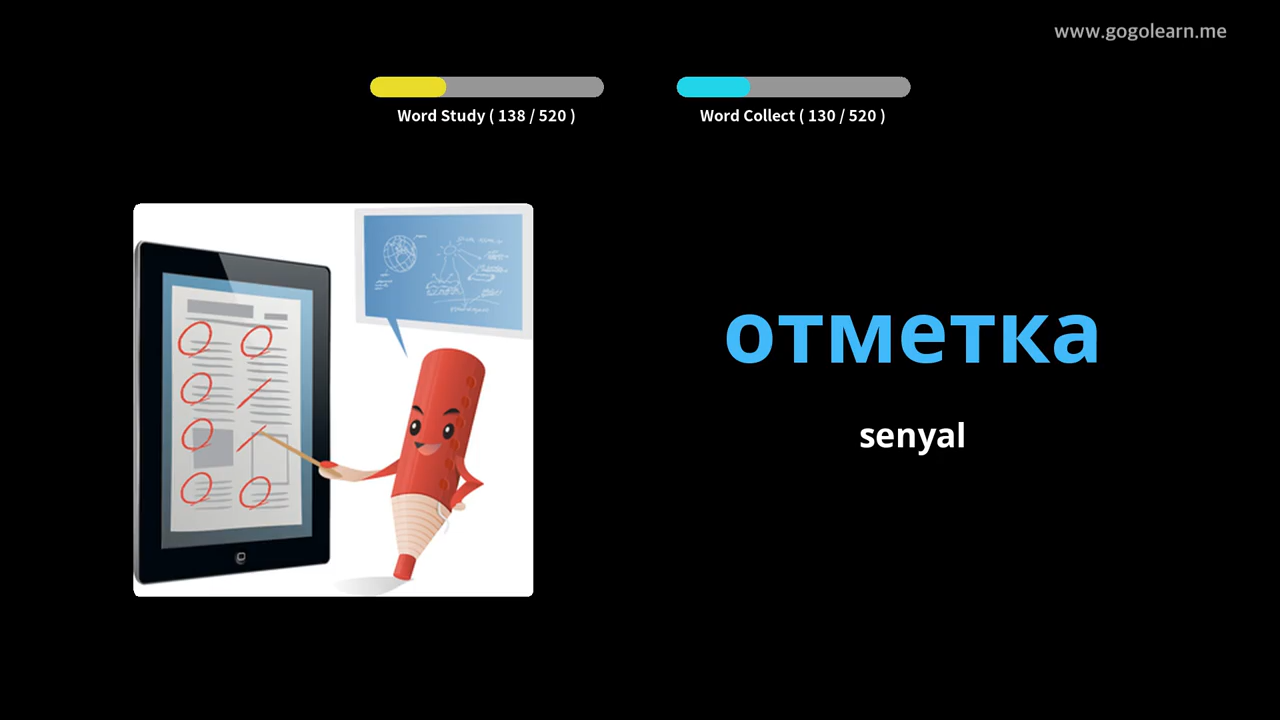 www.gogolearn.me
Word Study ( 138 / 520 )
Word Collect ( 130 / 520 )
отметка
senyal